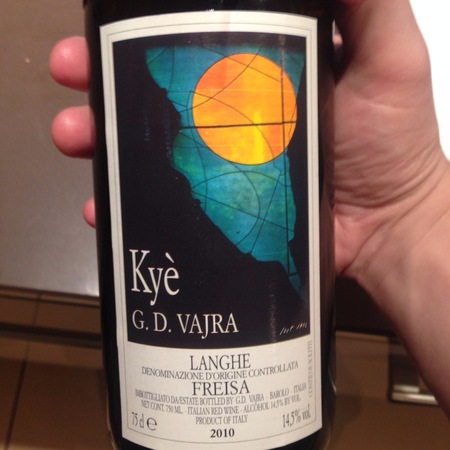 Kyè
G. D. VAJRA
LANGHE
DENOMINAZIONE D'ORIGINE CONTROLLATA
FREISA
IMBOTTIGLIATO DA/ESTATE BOTTLED BY: G.D. VAJRA - BAROLO - ITALIA
NET CONT. 750 ML. - ITALIAN RED WINE - ALCOHOL 14,5% BY VOL.
75 cl e
PRODUCT OF ITALY
14,5% vol.
2010